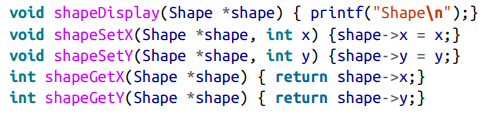 void shapeDisplay(Shape *shape) { printf("Shape\n");}
void shapeSetX(Shape *shape, int x) {shape->x = x;}
void shapeSetY(Shape *shape, int y) {shape->y = y;}
int shapeGetX(Shape *shape) { return shape->x;}
int shapeGetY(Shape *shape) { return shape->y;}